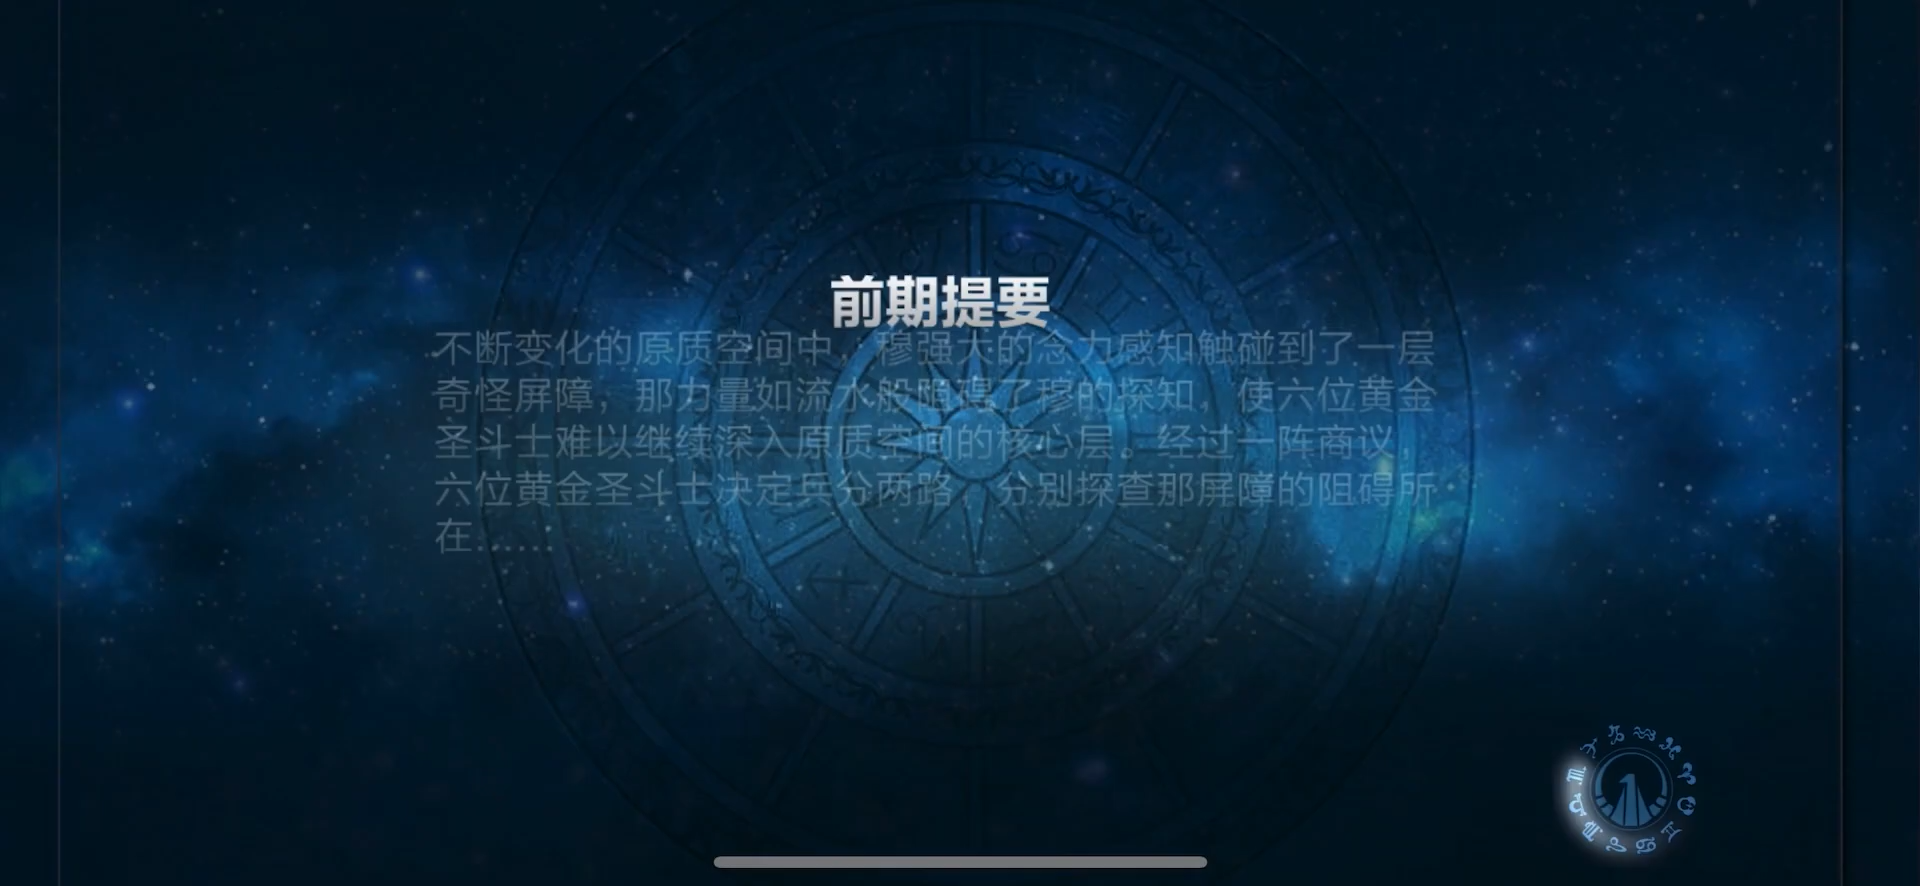 前期提要
不断变化的原质空间中，穆强大的念力感知触碰到了一层
奇怪屏障，那力量如流水般阻碍了穆的探知，使六位黄金
圣斗士难以继续深入原质空间的核心层。经过一阵商议，
六位黄金圣斗士决定兵分两路，分别探查那屏障的阻碍所
在……